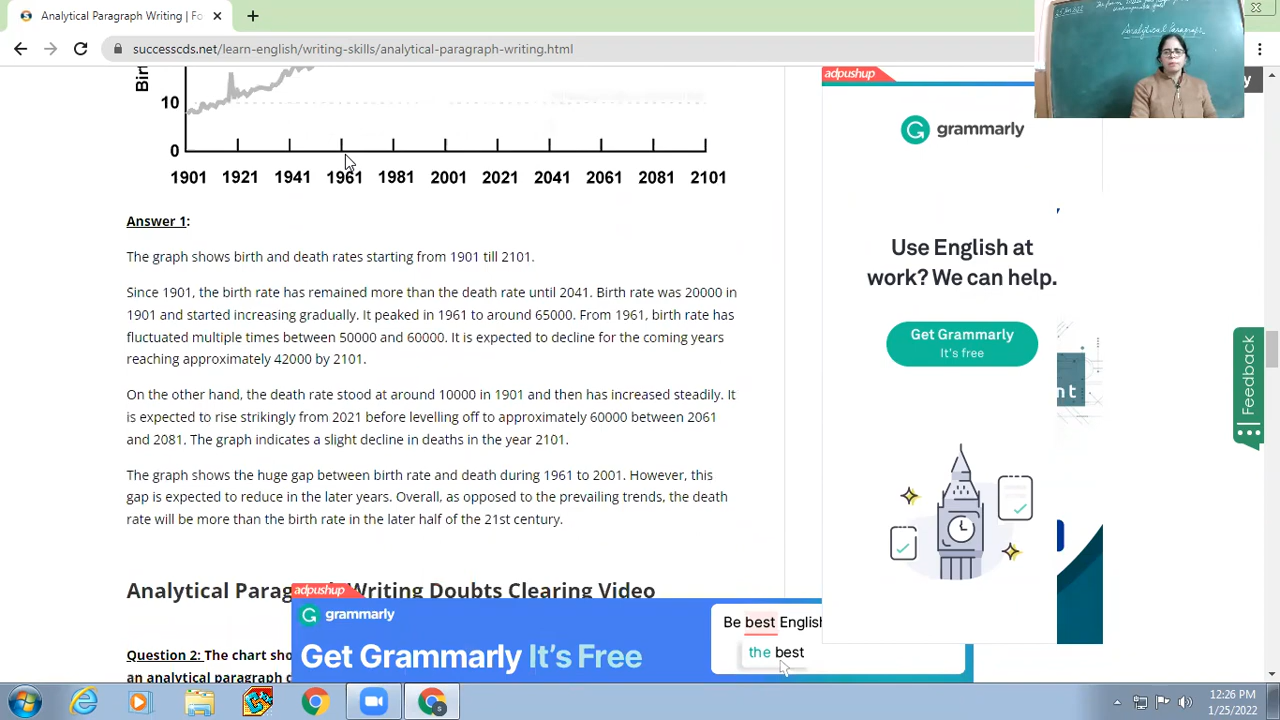 Analytical Paragraph Writing | Fo
successcds.net/learn-english/writing-skills/analytical-paragraph-writing.html
Analytical Paragraph
adpushup
grammarly
10
0
1901 1921 1941 1961 1981 2001 2021 2041 2061 2081 2101
Answer 1:
The graph shows birth and death rates starting from 1901 till 2101.
Since 1901, the birth rate has remained more than the death rate until 2041. Birth rate was 20000 in
1901 and started increasing gradually. It peaked in 1961 to around 65000. From 1961, birth rate has
fluctuated multiple times between 50000 and 60000. It is expected to decline for the coming years
reaching approximately 42000 by 2101.
On the other hand, the death rate stood at around 10000 in 1901 and then has increased steadily. It
is expected to rise strikingly from 2021 before levelling off to approximately 60000 between 2061
and 2081. The graph indicates a slight decline in deaths in the year 2101.
The graph shows the huge gap between birth rate and death during 1961 to 2001. However, this
gap is expected to reduce in the later years. Overall, as opposed to the prevailing trends, the death
rate will be more than the birth rate in the later half of the 21st century.
Use English at
work? We can help.
Get Grammarly
It's free
Feedback
Analytical Parag Writing Doubts Clearing Video
adpushup
grammarly
Get Grammarly It's Free
Be best English
the best
Question 2: The chart sho
an analytical paragraph
12:26 PM
1/25/2022